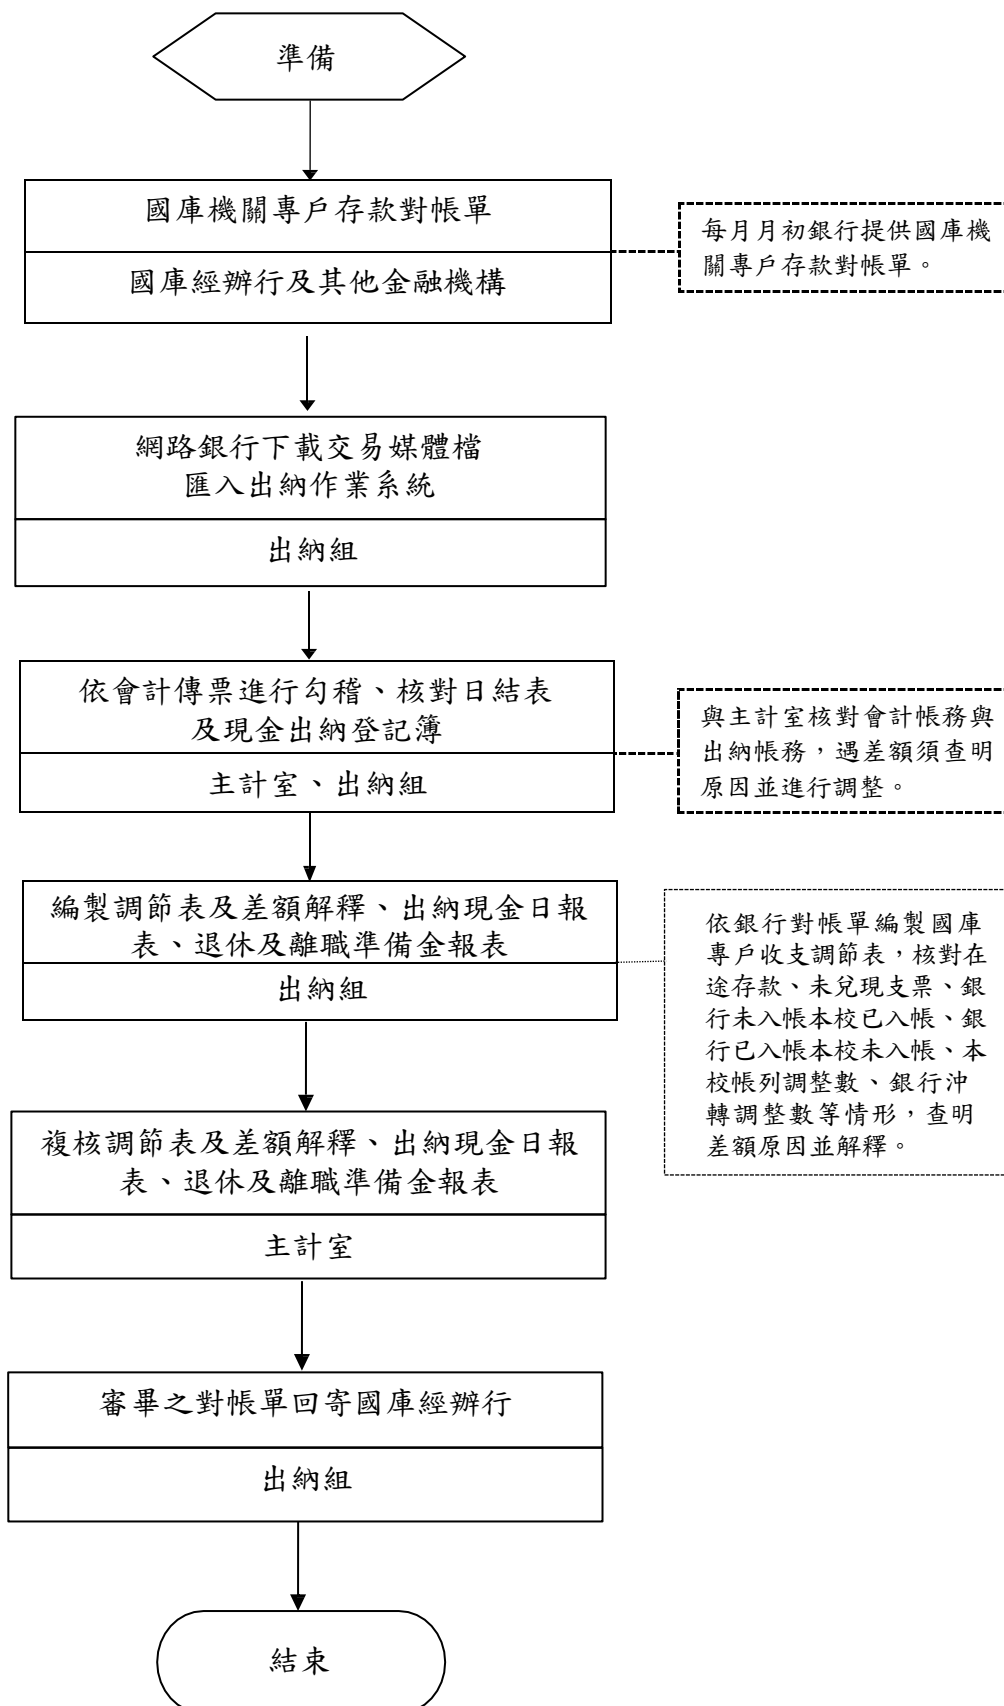 準備
國庫機關專戶存款對帳單
國庫經辦行及其他金融機構
每月月初銀行提供國庫機
關專戶存款對帳單。
網路銀行下載交易媒體檔
匯入出納作業系統
出納組
依會計傳票進行勾稽、核對日結表
及現金出納登記簿
主計室、出納組
與主計室核對會計帳務與
出納帳務，遇差額須查明
原因並進行調整。
編製調節表及差額解釋、出納現金日報
表、退休及離職準備金報表
出納組
依銀行對帳單編製國庫
專戶收支調節表，核對在
途存款、未兌現支票、銀
行未入帳本校已入帳、銀
行已入帳本校未入帳、本
校帳列調整數、銀行沖
轉調整數等情形，查明
差額原因並解釋。
複核調節表及差額解釋、出納現金日報
表、退休及離職準備金報表
主計室
審畢之對帳單回寄國庫經辦行
出納組
結束